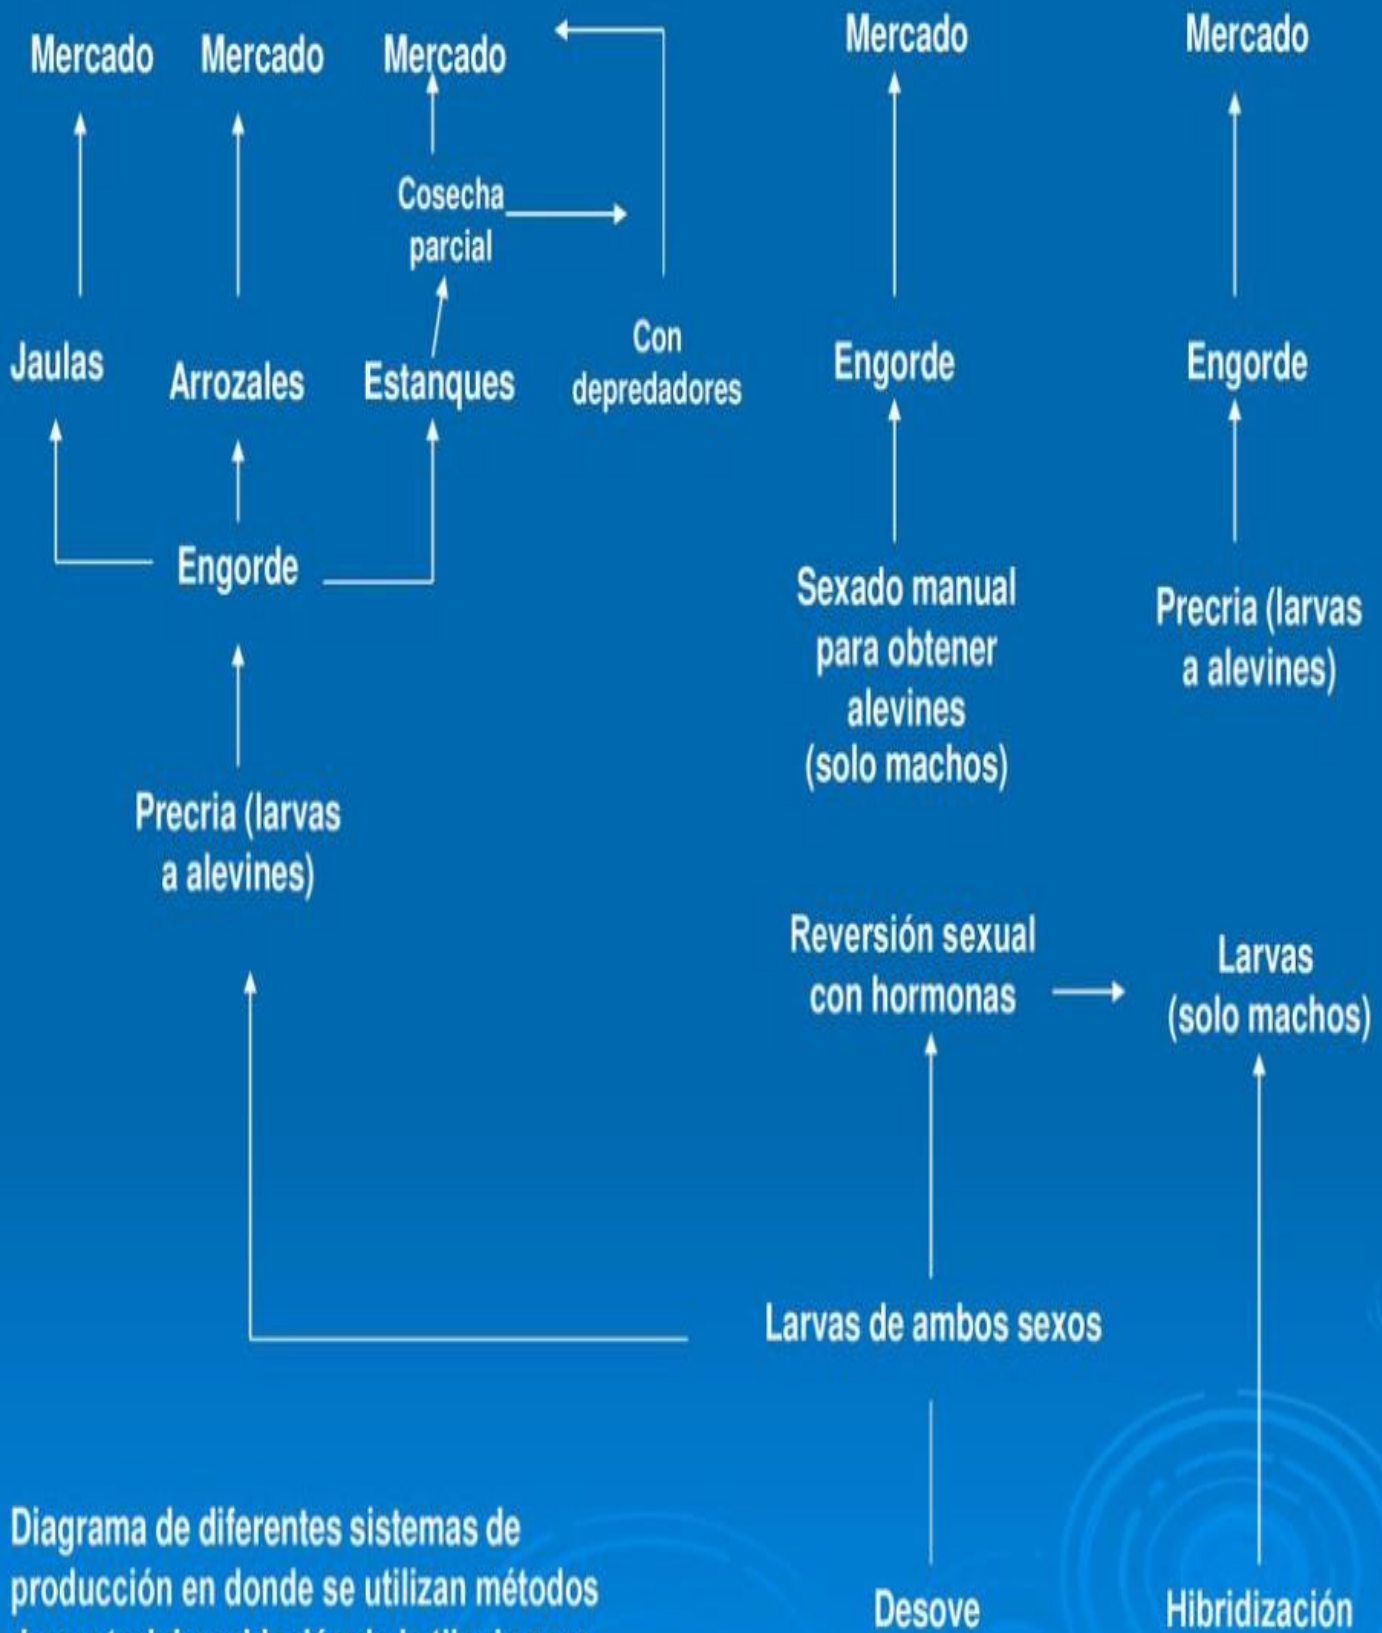 Mercado
Mercado
Mercado
Mercado
Mercado
Cosecha
parcial
Jaulas
Arrozales
Estanques
Con
depredadores
Engorde
Engorde
Engorde
Sexado manual
para obtener
alevines
(solo machos)
Precria (larvas
a alevines)
Precria (larvas
a alevines)
Reversión sexual
con hormonas
Larvas
(solo machos)
Larvas de ambos sexos
Diagrama de diferentes sistemas de
producción en donde se utilizan métodos
Desove
Hibridización